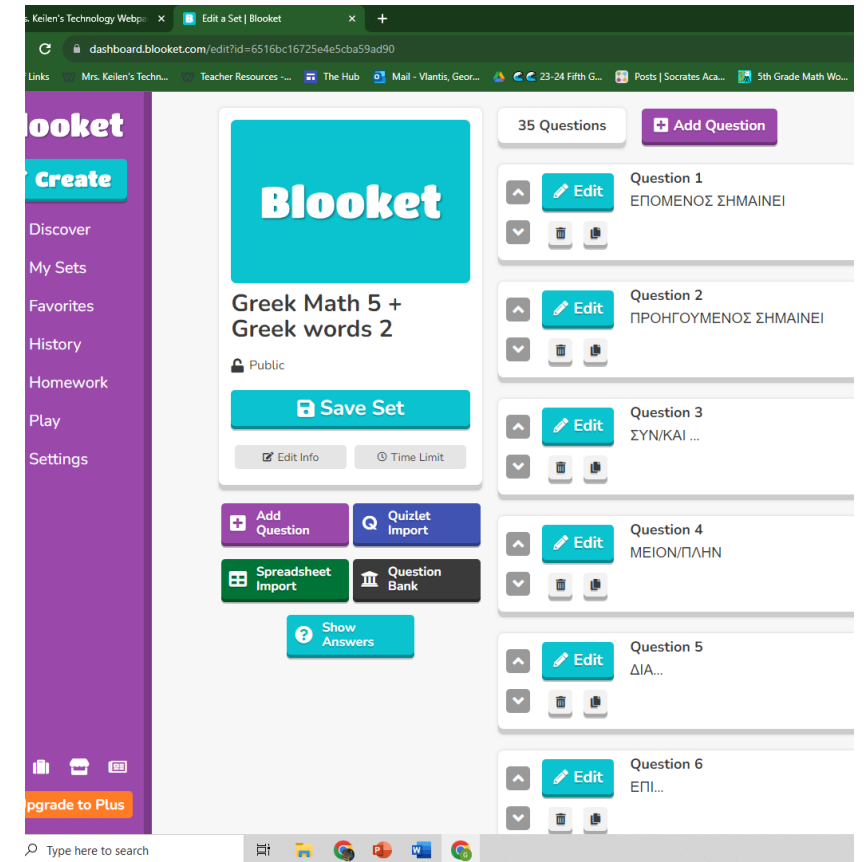 s. Keilen's Technology Webpa
Edit a Set | Blooket
dashboard.blooket.com/edit?id=6516bc16725e4e5cba59ad90
Links
Mrs. Keilen's Techn...
Teacher Resources -...
The Hub
Mail - Vlantis, Geor...
23-24 Fifth G...
Posts | Socrates Aca...
5th Grade Math Wo...
looket
Create
Discover
My Sets
Favorites
History
Homework
Play
Settings
pgrade to Plus
Blooket
Greek Math 5 +
Greek words 2
Public
Save Set
Edit Info
Time Limit
Add
Question
Quizlet
Import
Spreadsheet
Import
Question
Bank
Show
Answers
35 Questions
Add Question
Question 1
Edit
ΕΠΟΜΕΝΟΣ ΣΗΜΑΙΝΕΙ
Question 2
Edit
ΠΡΟΗΓΟΥΜΕΝΟΣ ΣΗΜΑΙΝΕΙ
Question 3
Edit
ΣΥΝ/ΚΑΙ ...
Question 4
Edit
ΜΕΙΟΝ/ΠΛΗΝ
Question 5
Edit
ΔΙΑ...
Question 6
Edit
ΕΠΙ...
Type here to search